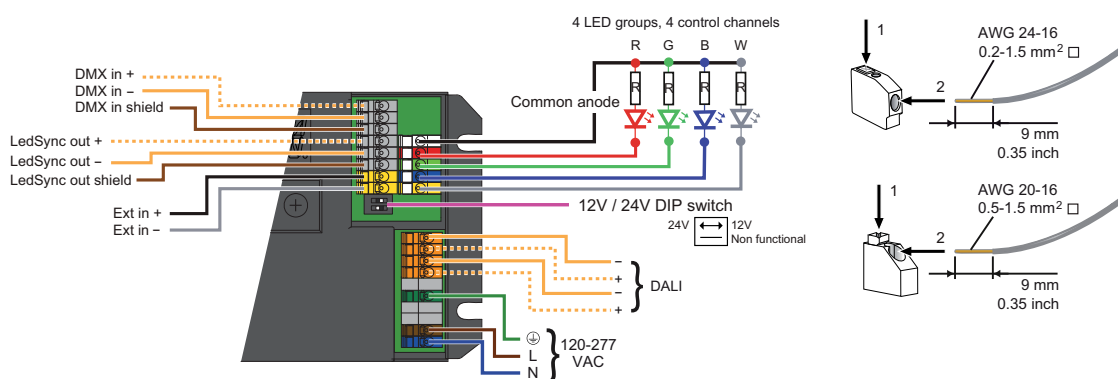 4 LED groups, 4 control channels
R G B W
R R R R
Common anode
DMX in +
DMX in −
DMX in shield
LedSync out +
LedSync out −
LedSync out shield
Ext in +
Ext in −
12V / 24V DIP switch
24V 12V
Non functional
−
+
−
+
DALI
L
N
120-277
VAC
1
2
AWG 24-16
0.2-1.5 mm²
9 mm
0.35 inch
1
2
AWG 20-16
0.5-1.5 mm²
9 mm
0.35 inch